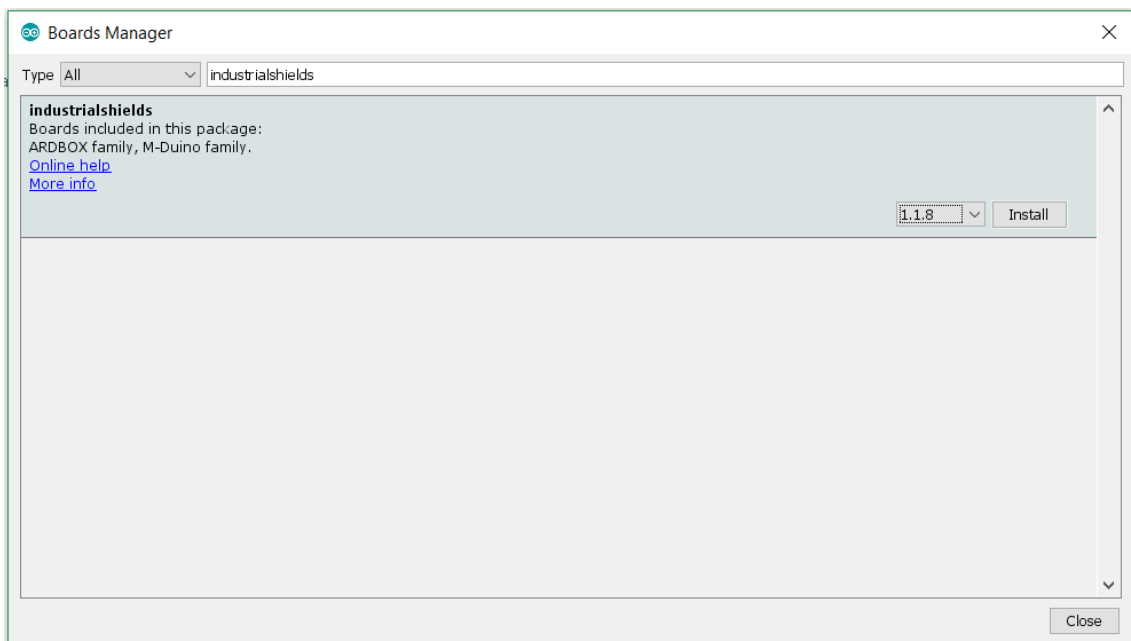 Boards Manager
Type All industrialshields
industrialshields
Boards included in this package:
ARDBOX family, M-Duino family.
Online help
More info
1.1.8 Install
Close